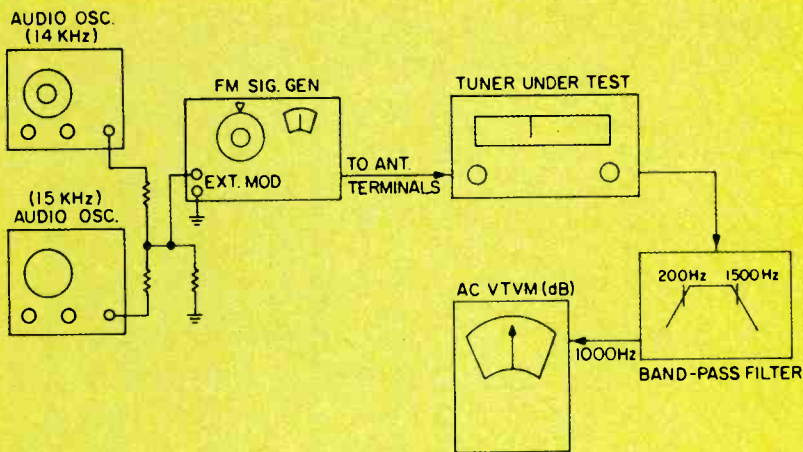 AUDIO OSC.
(14 KHz)
FM SIG. GEN
EXT. MOD
TO ANT.
TERMINALS
TUNER UNDER TEST
(15 KHz)
AUDIO OSC.
AC VTVM (dB)
1000Hz
200Hz 1500Hz
BAND-PASS FILTER